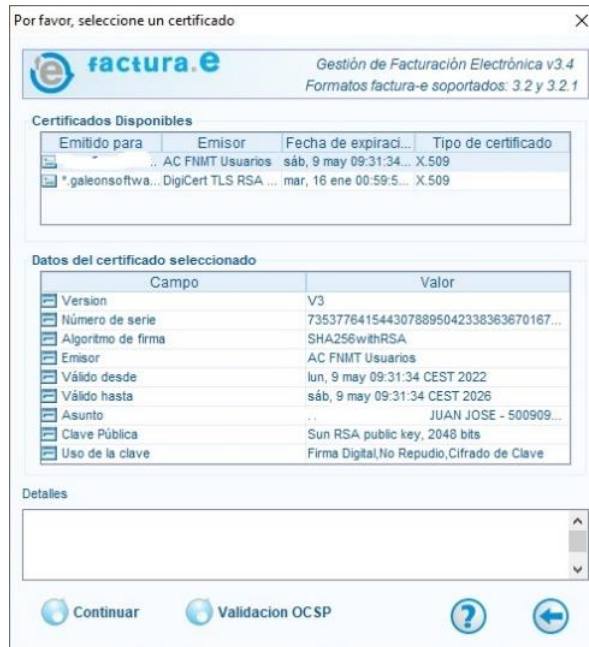 Por favor, seleccione un certificado
factura.e
Gestión de Facturación Electrónica v3.4
Formatos factura-e soportados: 3.2 y 3.2.1
Certificados Disponibles
Emitido para Emisor Fecha de expiraci... Tipo de certificado
.. AC FNMT Usuarios sáb, 9 may 09:31:34... X.509
*.galeonsoftwa... DigiCert TLS RSA ... mar, 16 ene 00:59:5... X.509
Datos del certificado seleccionado
Campo Valor
Version V3
Número de serie 7353776415443078895042338363670167...
Algoritmo de firma SHA256withRSA
Emisor AC FNMT Usuarios
Válido desde lun, 9 may 09:31:34 CEST 2022
Válido hasta sáb, 9 may 09:31:34 CEST 2026
Asunto .. JUAN JOSE - 500909...
Clave Pública Sun RSA public key, 2048 bits
Uso de la clave Firma Digital,No Repudio,Cifrado de Clave
Detalles
Continuar Validacion OCSP ?